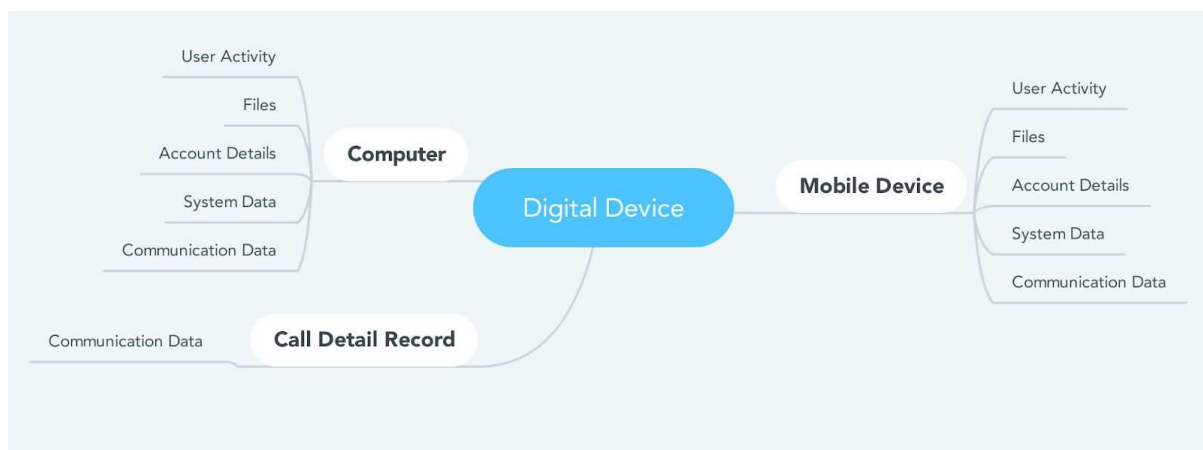 Digital Device
Computer
User Activity
Files
Account Details
System Data
Communication Data
Call Detail Record
Communication Data
Mobile Device
User Activity
Files
Account Details
System Data
Communication Data